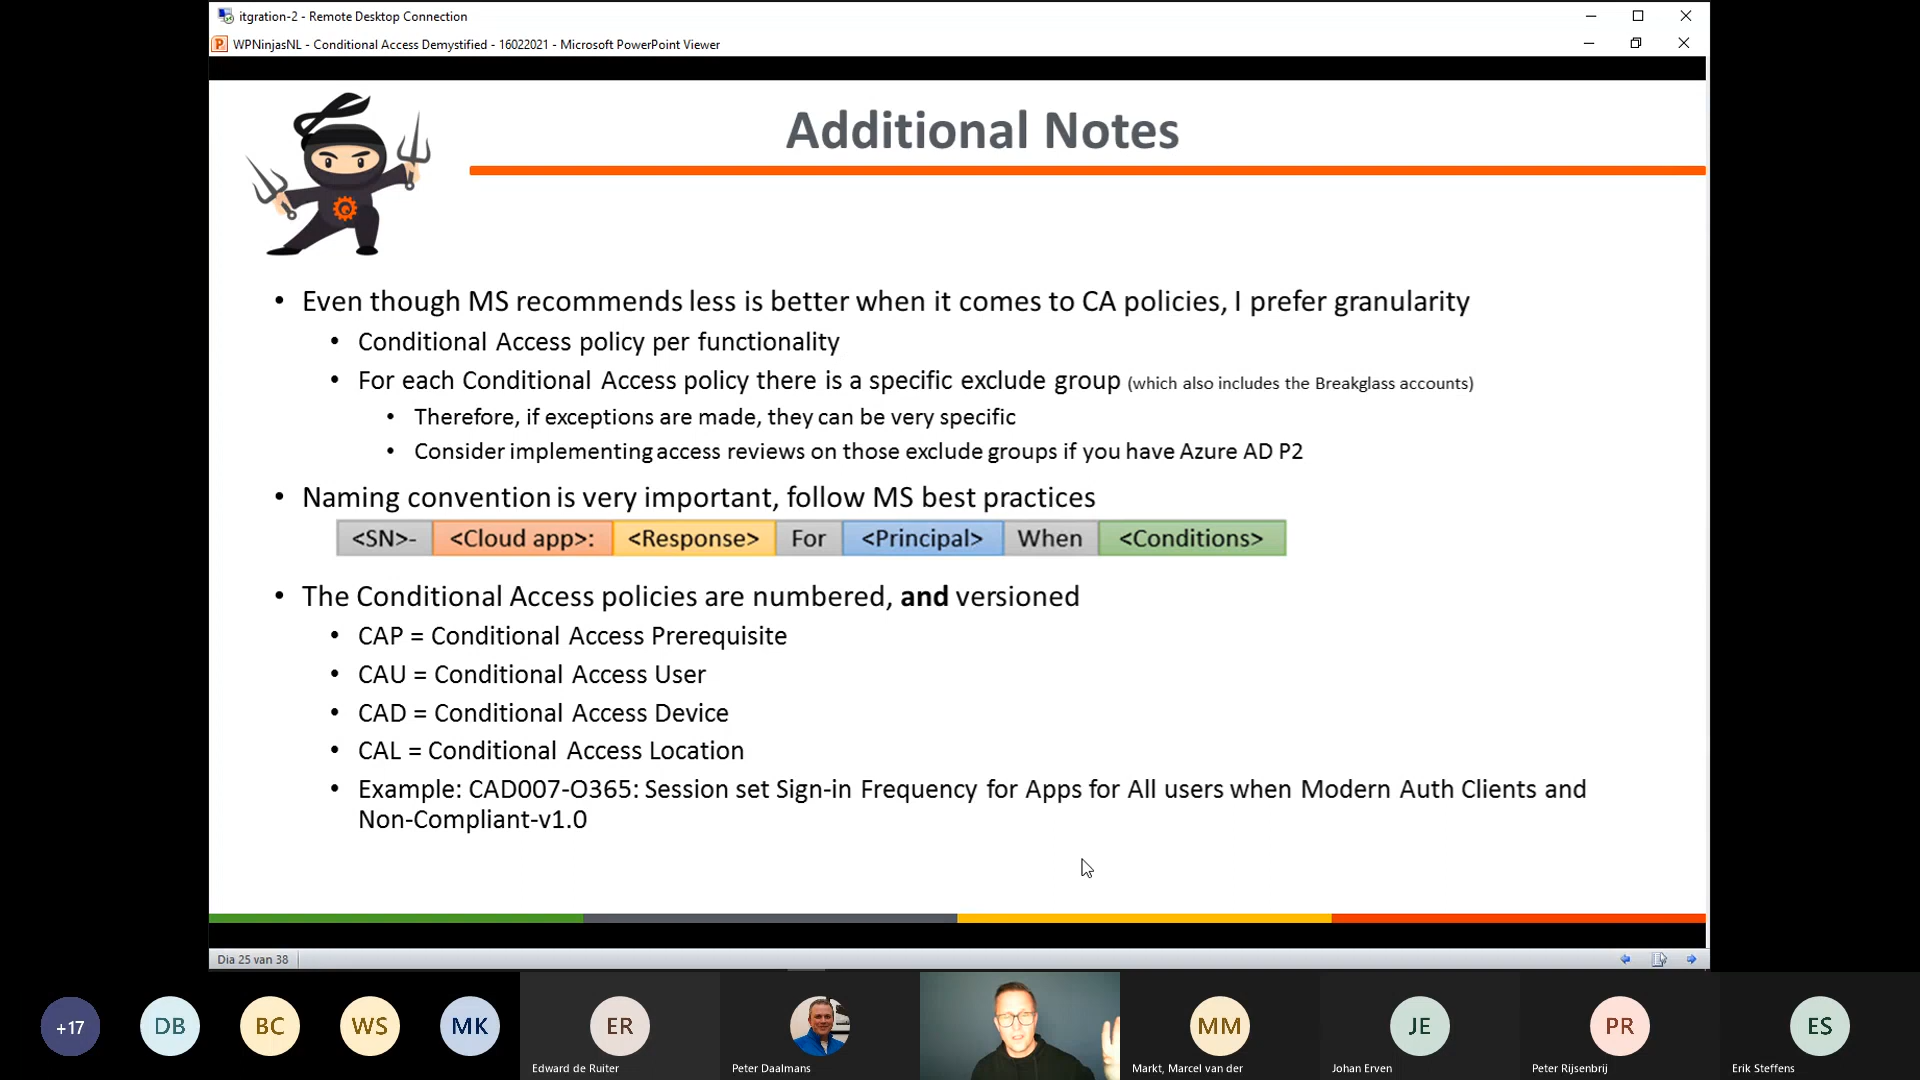 itgration-2 - Remote Desktop Connection
WPNinjasNL - Conditional Access Demystified - 16022021 - Microsoft PowerPoint Viewer
Additional Notes
• Even though MS recommends less is better when it comes to CA policies, I prefer granularity
• Conditional Access policy per functionality
• For each Conditional Access policy there is a specific exclude group (which also includes the Breakglass accounts)
• Therefore, if exceptions are made, they can be very specific
• Consider implementing access reviews on those exclude groups if you have Azure AD P2
• Naming convention is very important, follow MS best practices
<SN>- <Cloud app>: <Response> For <Principal> When <Conditions>
• The Conditional Access policies are numbered, and versioned
• CAP = Conditional Access Prerequisite
• CAU = Conditional Access User
• CAD = Conditional Access Device
• CAL = Conditional Access Location
• Example: CAD007-O365: Session set Sign-in Frequency for Apps for All users when Modern Auth Clients and
Non-Compliant-v1.0
Dia 25 van 38
+17 DB BC WS MK ER MM JE PR ES
Edward de Ruiter Peter Daalmans Markt, Marcel van der Johan Erven Peter Rijsenbrij Erik Steffens